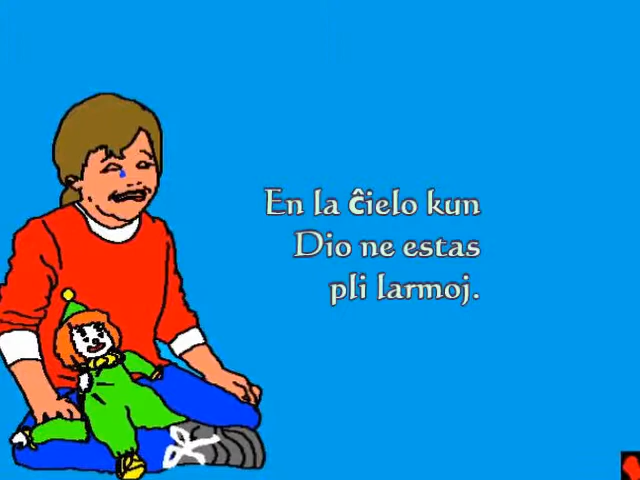 En la ĉielo kun
Dio ne estas
pli larmoj.